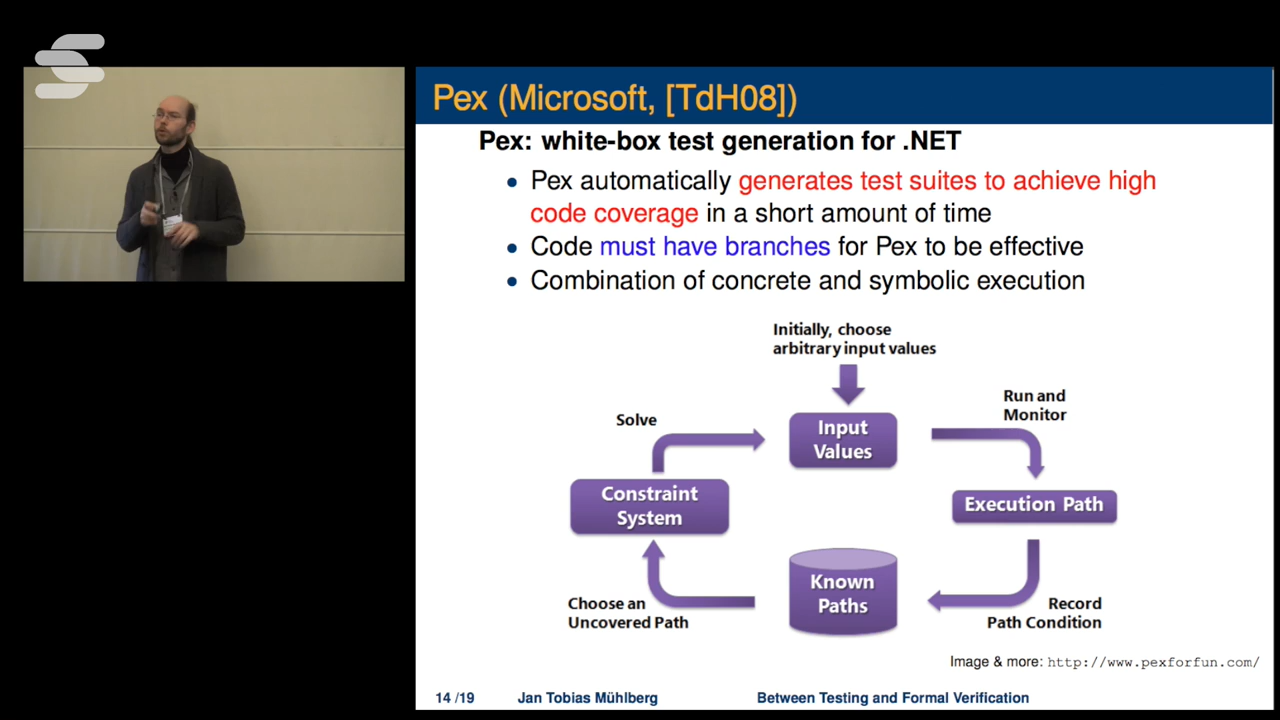 Pex (Microsoft, [TdH08])
Pex: white-box test generation for .NET
Pex automatically generates test suites to achieve high
code coverage in a short amount of time
Code must have branches for Pex to be effective
Combination of concrete and symbolic execution
Initially, choose
arbitrary input values
Solve
Input
Values
Run and
Monitor
Constraint
System
Execution Path
Known
Paths
Choose an
Uncovered Path
Record
Path Condition
Image & more: http://www.pexforfun.com/
14 /19 Jan Tobias Mühlberg Between Testing and Formal Verification